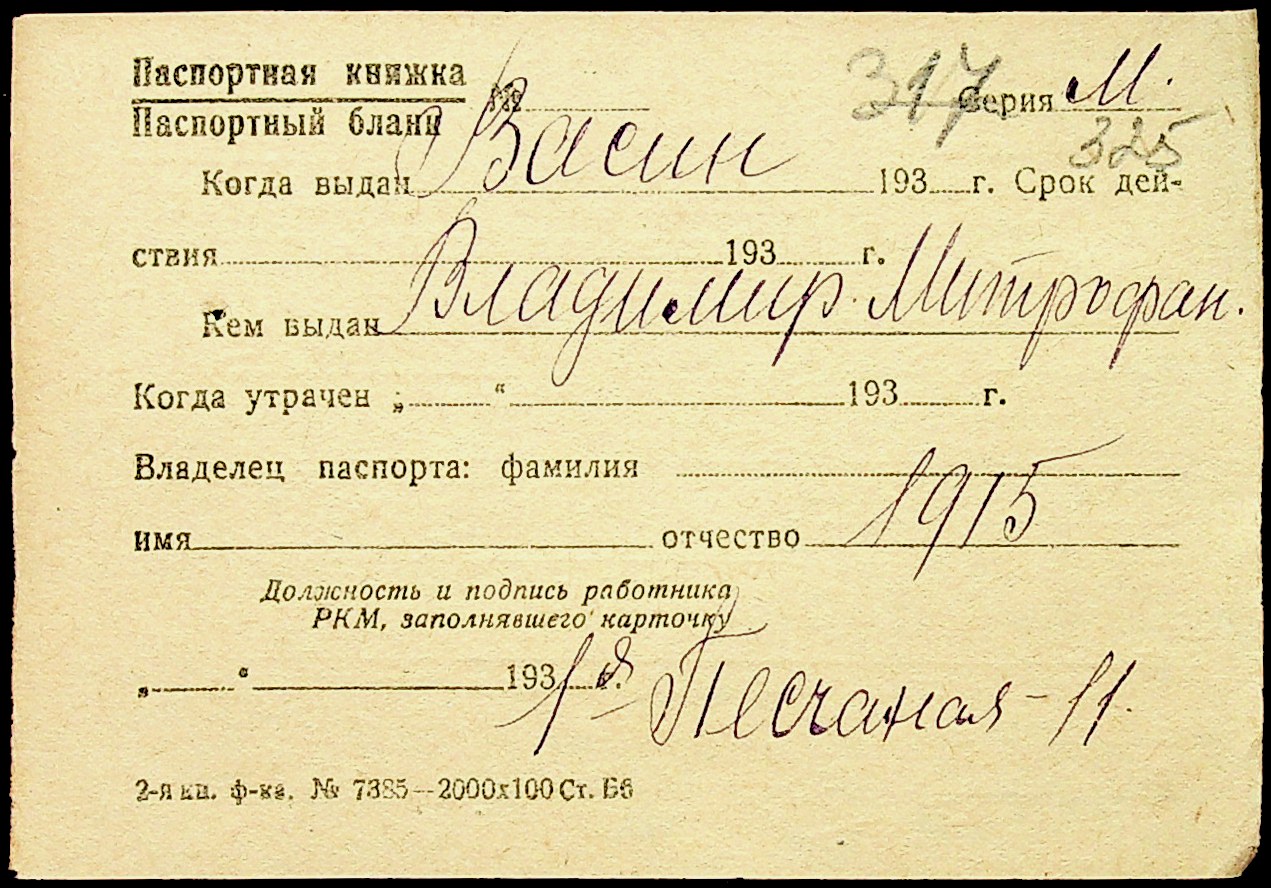 Паспортная книжка
Паспортный бланк № 317 серия М.
325
Васин
Когда выдан 193 г. Срок дей-
ствия 193 г.
Владимир Митрофан.
Кем выдан
Когда утрачен „ “ 193 г.
Владелец паспорта: фамилия
1915
имя отчество
Должность и подпись работника
РКМ, заполнявшего карточку
„ “ 193 г.
1я Песчаная - 11.
2-я кн. ф-ка. № 7385—2000х100 Ст. Б6